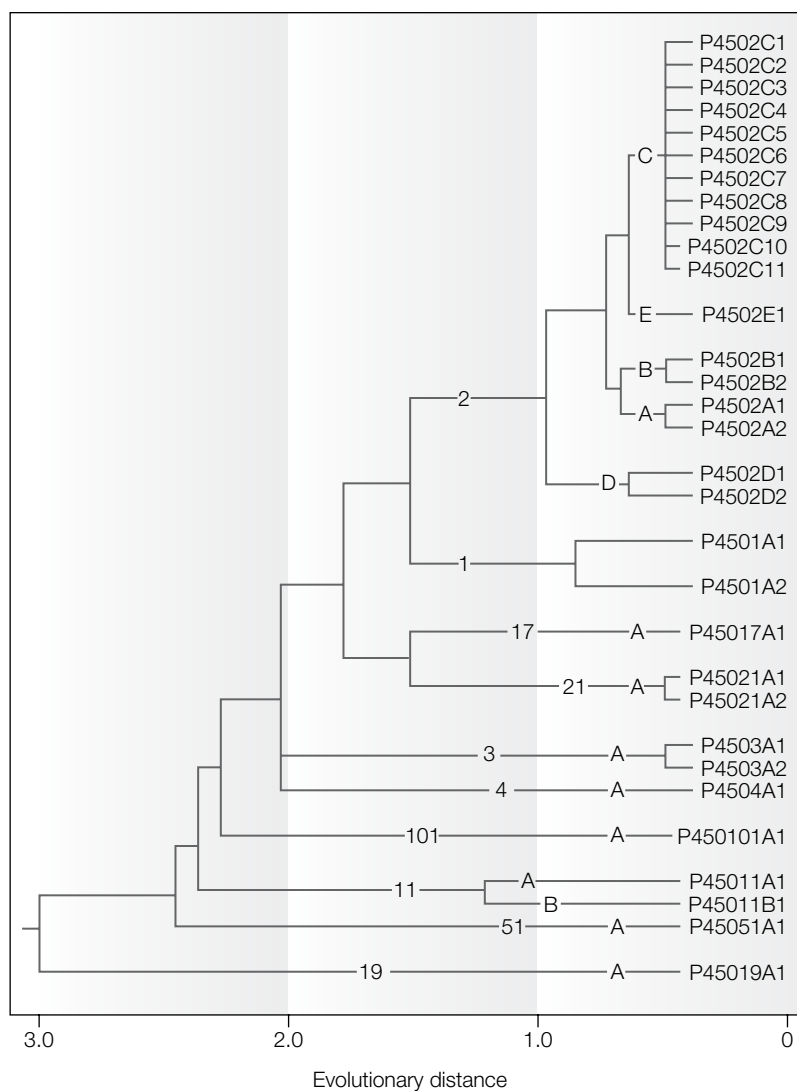 P4502C1
P4502C2
P4502C3
P4502C4
P4502C5
C P4502C6
P4502C7
P4502C8
P4502C9
P4502C10
P4502C11
E P4502E1
P4502B1
B
P4502B2
P4502A1
A
P4502A2
2
P4502D1
D
P4502D2
P4501A1
1
P4501A2
17 A P45017A1
P45021A1
21 A
P45021A2
P4503A1
3 A
P4503A2
4 A P4504A1
101 A P450101A1
A P45011A1
11
B P45011B1
51 A P45051A1
19 A P45019A1
3.0 2.0 1.0 0
Evolutionary distance